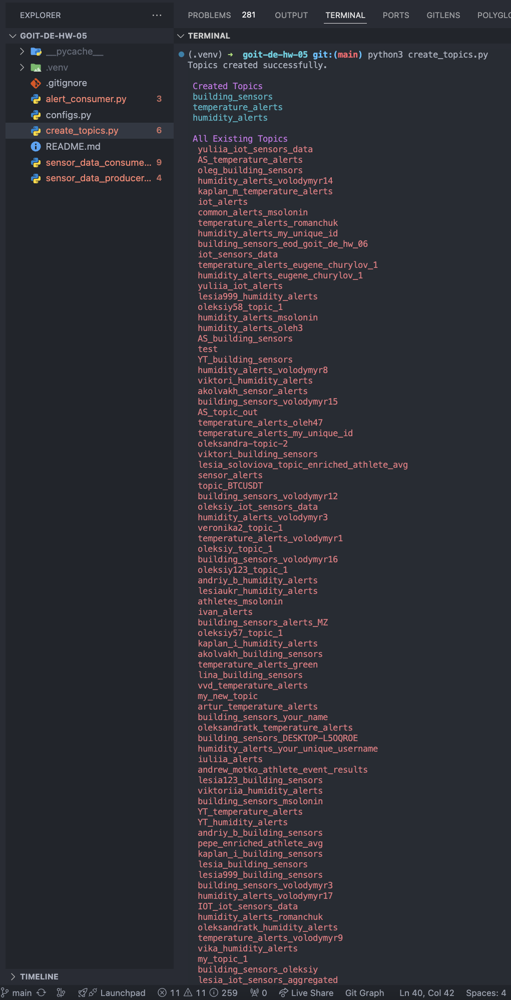 EXPLORER ...
GOIT-DE-HW-05
__pycache__
.venv
.gitignore
alert_consumer.py 3
configs.py
create_topics.py 6
README.md
sensor_data_consume... 9
sensor_data_producer... 4
TIMELINE
PROBLEMS 281 OUTPUT TERMINAL PORTS GITLENS POLYGLO
TERMINAL
(.venv) → goit-de-hw-05 git:(main) python3 create_topics.py
Topics created successfully.
Created Topics
building_sensors
temperature_alerts
humidity_alerts
All Existing Topics
yuliia_iot_sensors_data
AS_temperature_alerts
oleg_building_sensors
humidity_alerts_volodymyr14
kaplan_m_temperature_alerts
iot_alerts
common_alerts_msolonin
temperature_alerts_romanchuk
humidity_alerts_my_unique_id
building_sensors_eod_goit_de_hw_06
iot_sensors_data
temperature_alerts_eugene_churylov_1
humidity_alerts_eugene_churylov_1
yuliia_iot_alerts
lesia999_humidity_alerts
oleksiy58_topic_1
humidity_alerts_msolonin
humidity_alerts_oleh3
AS_building_sensors
test
YT_building_sensors
humidity_alerts_volodymyr8
viktori_humidity_alerts
akolvakh_sensor_alerts
building_sensors_volodymyr15
AS_topic_out
temperature_alerts_oleh47
temperature_alerts_my_unique_id
oleksandra-topic-2
viktori_building_sensors
lesia_soloviova_topic_enriched_athlete_avg
sensor_alerts
topic_BTCUSDT
building_sensors_volodymyr12
oleksiy_iot_sensors_data
humidity_alerts_volodymyr3
veronika2_topic_1
temperature_alerts_volodymyr1
oleksiy_topic_1
building_sensors_volodymyr16
oleksiy123_topic_1
andriy_b_humidity_alerts
lesiaukr_humidity_alerts
athletes_msolonin
ivan_alerts
building_sensors_alerts_MZ
oleksiy57_topic_1
kaplan_i_humidity_alerts
akolvakh_building_sensors
temperature_alerts_green
lina_building_sensors
vvd_temperature_alerts
my_new_topic
artur_temperature_alerts
building_sensors_your_name
oleksandratk_temperature_alerts
building_sensors_DESKTOP-L5OQROE
humidity_alerts_your_unique_username
iuliia_alerts
andrew_motko_athlete_event_results
lesia123_building_sensors
viktoriia_humidity_alerts
building_sensors_msolonin
YT_temperature_alerts
YT_humidity_alerts
andriy_b_building_sensors
pepe_enriched_athlete_avg
kaplan_i_building_sensors
lesia_building_sensors
lesia999_building_sensors
building_sensors_volodymyr3
humidity_alerts_volodymyr17
IOT_iot_sensors_data
humidity_alerts_romanchuk
oleksandratk_humidity_alerts
temperature_alerts_volodymyr9
vika_humidity_alerts
my_topic_1
building_sensors_oleksiy
lesia_iot_sensors_aggregated
main Launchpad 11 11 259 0 Live Share Git Graph Ln 40, Col 42 Spaces: 4